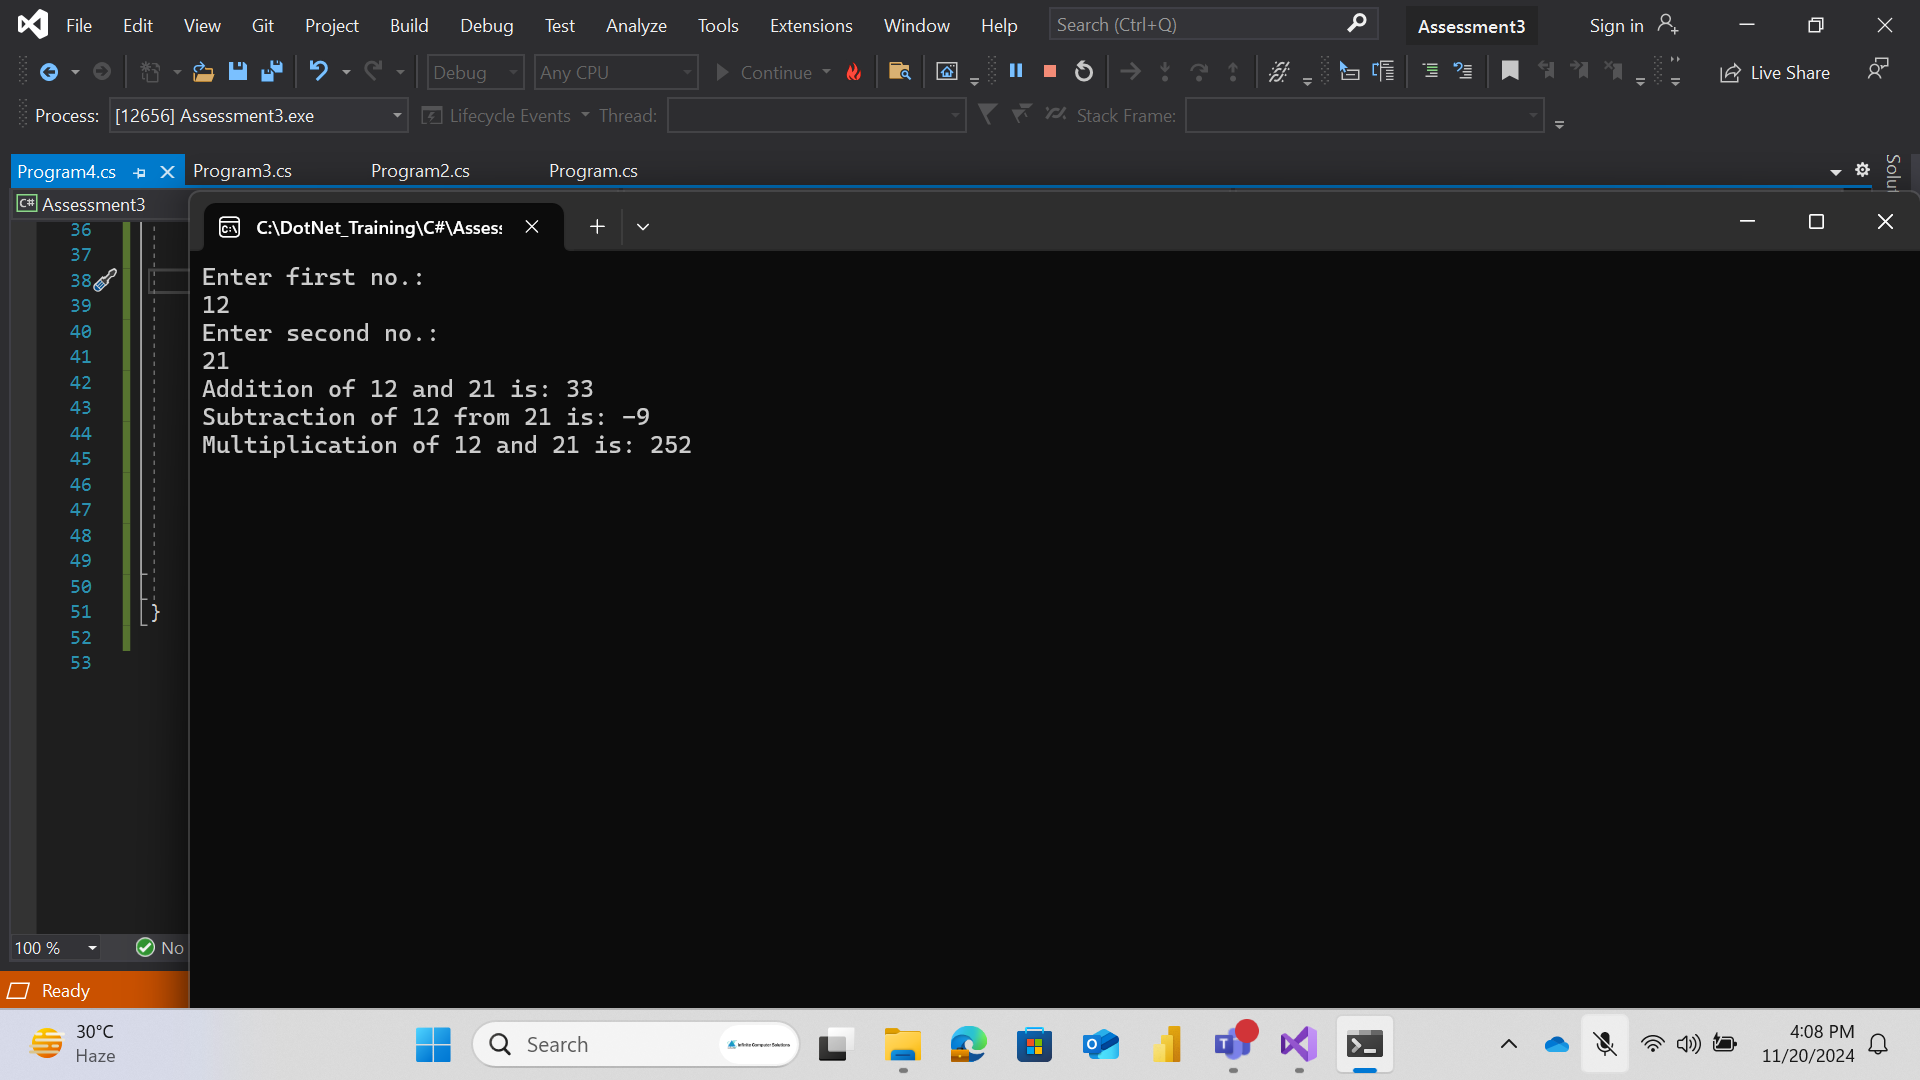 File Edit View Git Project Build Debug Test Analyze Tools Extensions Window Help Search (Ctrl+Q) Assessment3 Sign in
Debug Any CPU Continue Live Share
Process: [12656] Assessment3.exe Lifecycle Events Thread: Stack Frame:
Program4.cs Program3.cs Program2.cs Program.cs
Solu
C# Assessment3
C:\DotNet_Training\C#\Asses
36
37
38
39
40
41
42
43
44
45
46
47
48
49
50
51 }
52
53
Enter first no.:
12
Enter second no.:
21
Addition of 12 and 21 is: 33
Subtraction of 12 from 21 is: -9
Multiplication of 12 and 21 is: 252
100 % No
Ready
30°C
Haze
Search
Infinite Computer Solutions
4:08 PM
11/20/2024